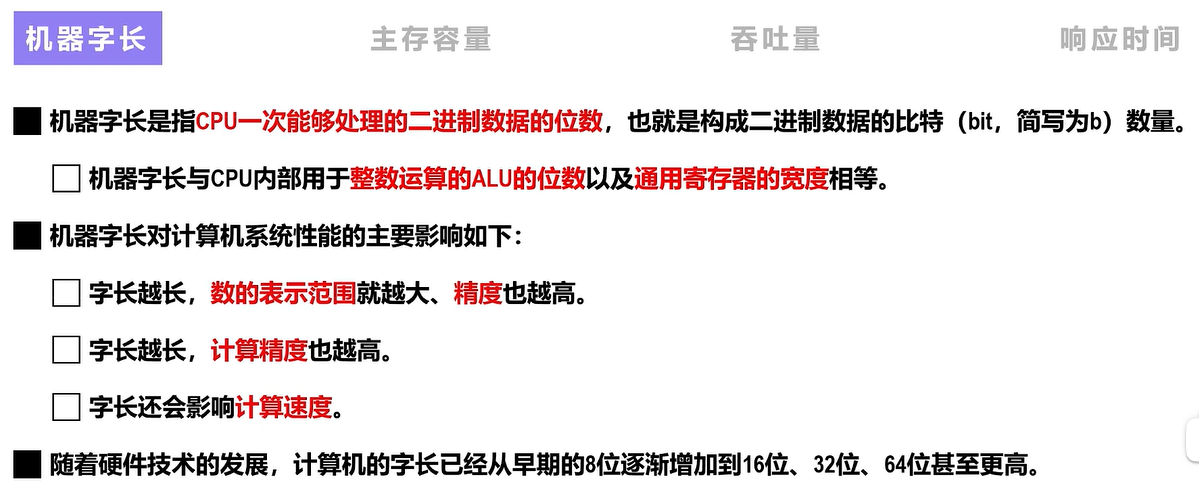 机器字长 主存容量 吞吐量 响应时间
机器字长是指CPU一次能够处理的二进制数据的位数，也就是构成二进制数据的比特（bit，简写为b）数量。
机器字长与CPU内部用于整数运算的ALU的位数以及通用寄存器的宽度相等。
机器字长对计算机系统性能的主要影响如下：
字长越长，数的表示范围就越大、精度也越高。
字长越长，计算精度也越高。
字长还会影响计算速度。
随着硬件技术的发展，计算机的字长已经从早期的8位逐渐增加到16位、32位、64位甚至更高。